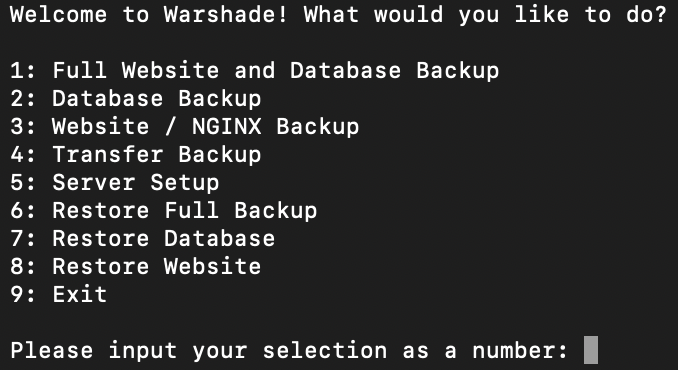 Welcome to Warshade! What would you like to do?
1: Full Website and Database Backup
2: Database Backup
3: Website / NGINX Backup
4: Transfer Backup
5: Server Setup
6: Restore Full Backup
7: Restore Database
8: Restore Website
9: Exit
Please input your selection as a number: